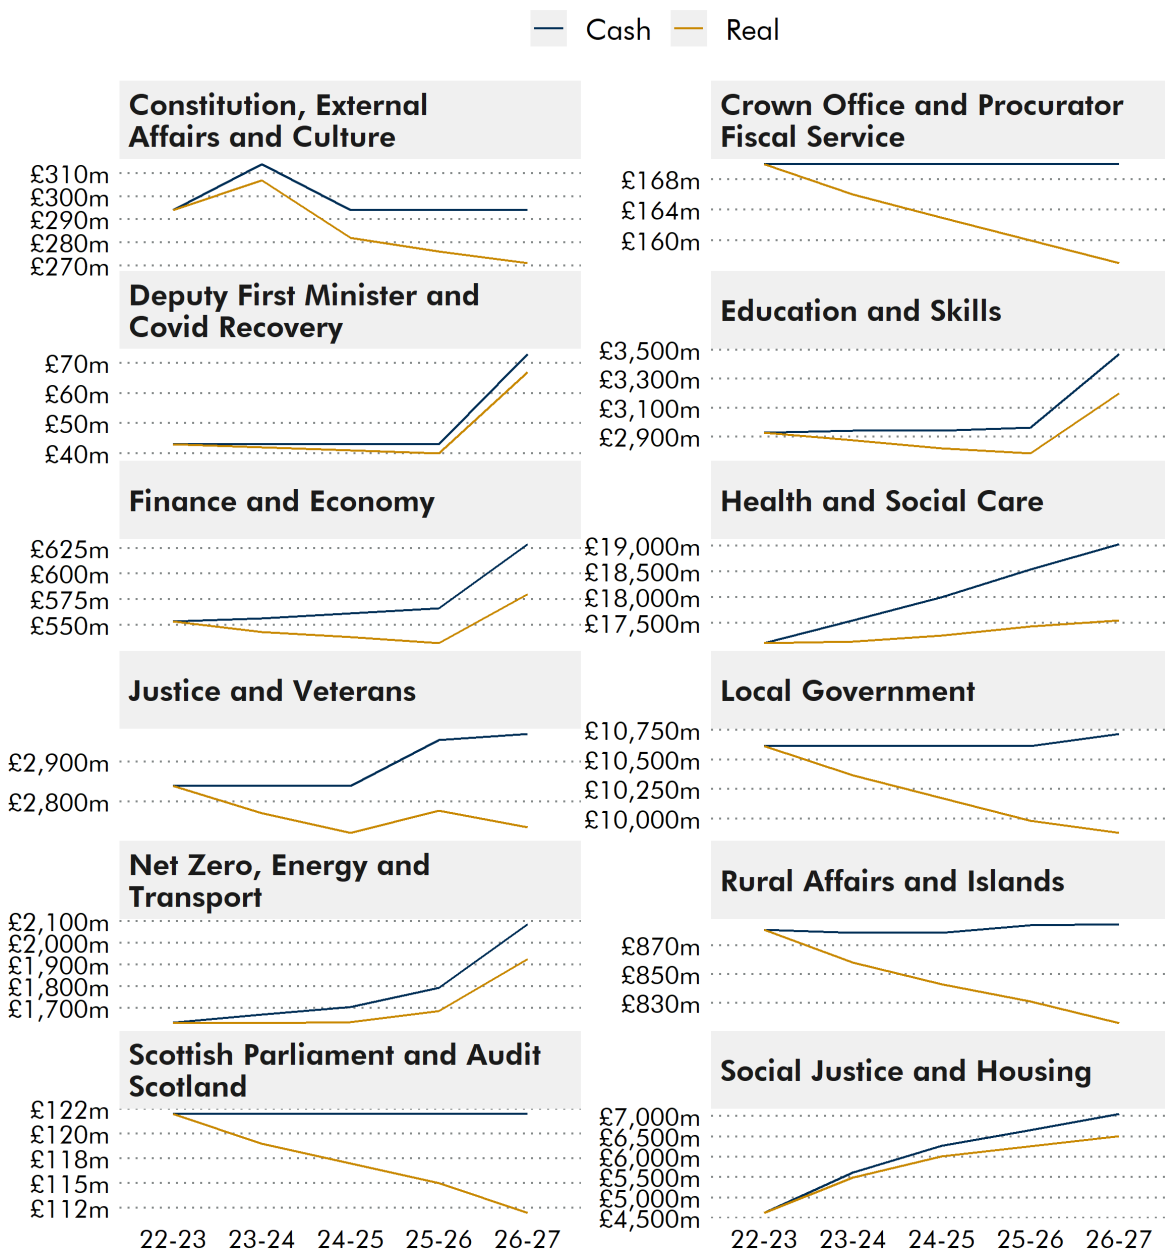 Cash Real
Constitution, External
Affairs and Culture
£310m
£300m
£290m
£280m
£270m
Crown Office and Procurator
Fiscal Service
£168m
£164m
£160m
Deputy First Minister and
Covid Recovery
£70m
£60m
£50m
£40m
Education and Skills
£3,500m
£3,300m
£3,100m
£2,900m
Finance and Economy
£625m
£600m
£575m
£550m
Health and Social Care
£19,000m
£18,500m
£18,000m
£17,500m
Justice and Veterans
£2,900m
£2,800m
Local Government
£10,750m
£10,500m
£10,250m
£10,000m
Net Zero, Energy and
Transport
£2,100m
£2,000m
£1,900m
£1,800m
£1,700m
Rural Affairs and Islands
£870m
£850m
£830m
Scottish Parliament and Audit
Scotland
£122m
£120m
£118m
£115m
£112m
Social Justice and Housing
£7,000m
£6,500m
£6,000m
£5,500m
£5,000m
£4,500m
22-23 23-24 24-25 25-26 26-27
22-23 23-24 24-25 25-26 26-27